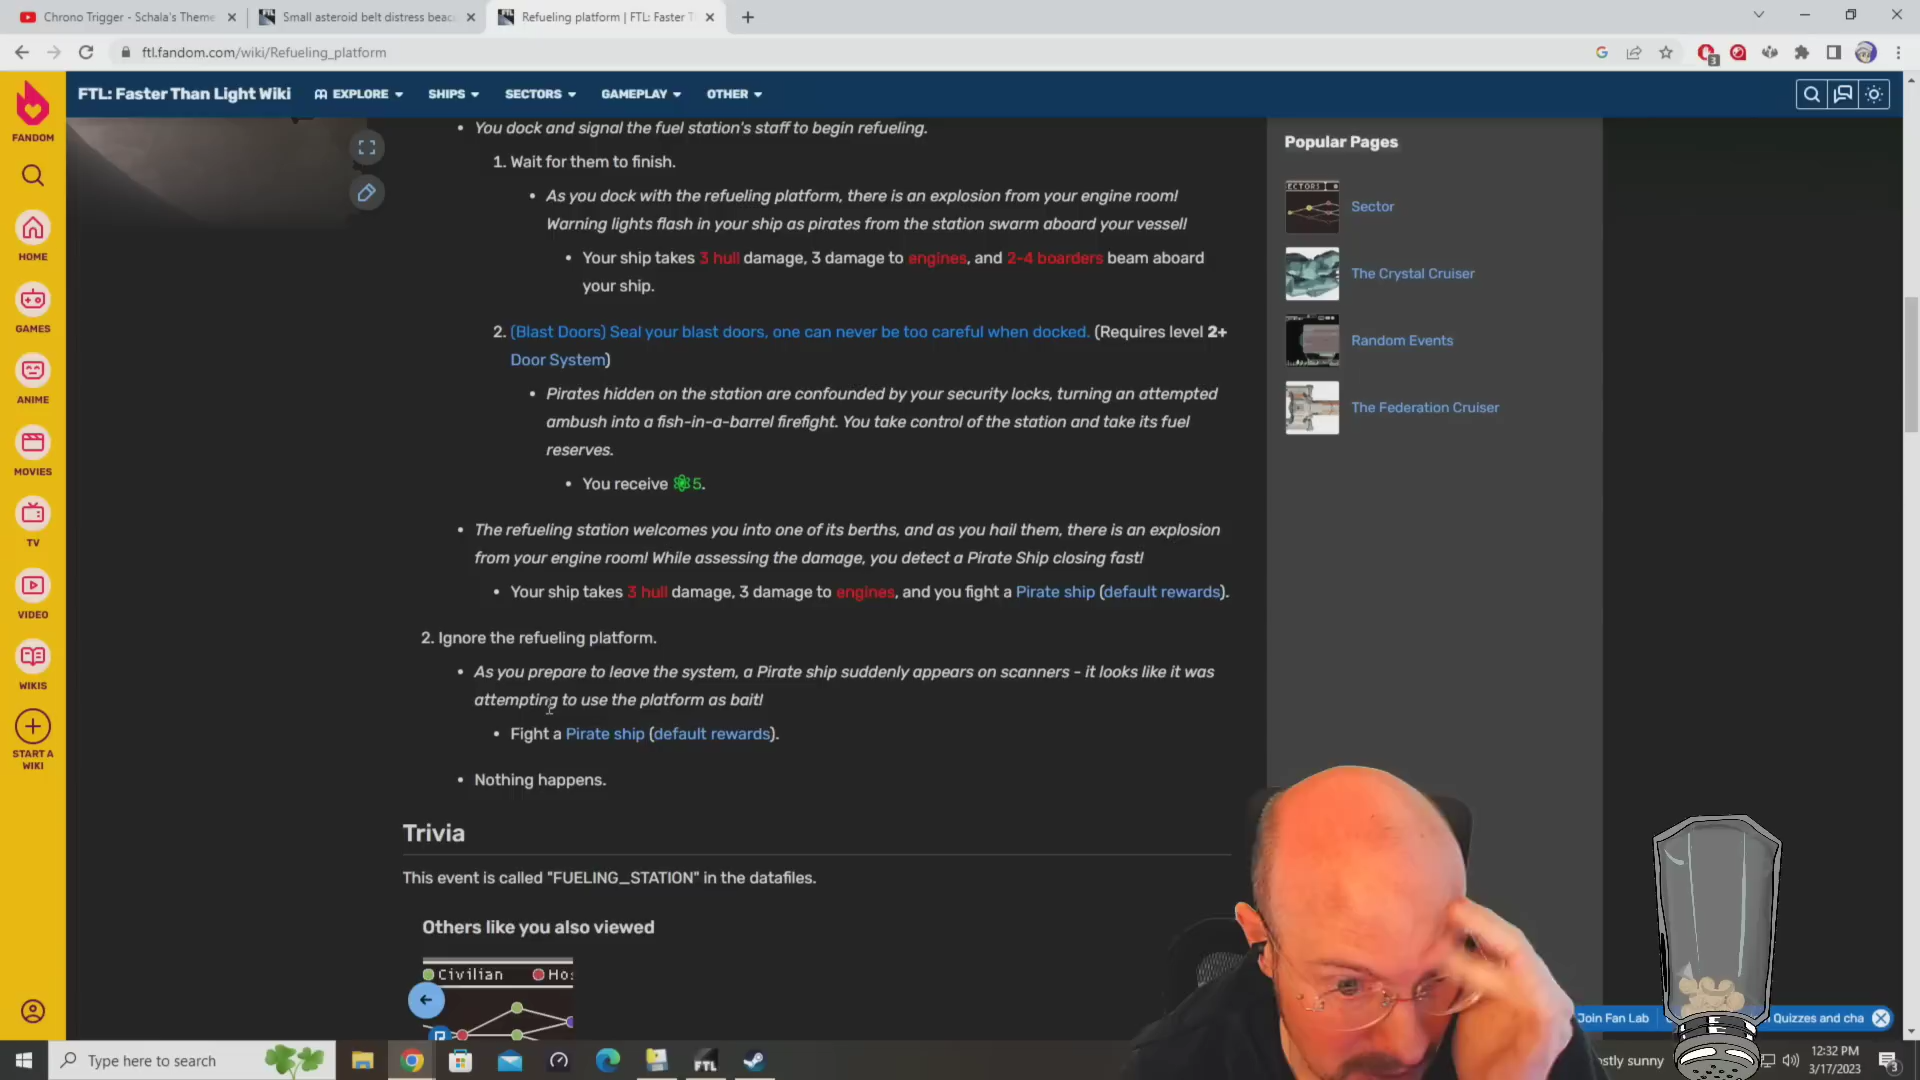 Chrono Trigger - Schala's Theme
Small asteroid belt distress beac
Refueling platform | FTL: Faster T
ftl.fandom.com/wiki/Refueling_platform
3
FANDOM
FTL: Faster Than Light Wiki
EXPLORE
SHIPS
SECTORS
GAMEPLAY
OTHER
HOME
GAMES
ANIME
MOVIES
TV
VIDEO
WIKIS
START A
WIKI
You dock and signal the fuel station's staff to begin refueling.
1. Wait for them to finish.
As you dock with the refueling platform, there is an explosion from your engine room!
Warning lights flash in your ship as pirates from the station swarm aboard your vessel!
Your ship takes 3 hull damage, 3 damage to engines, and 2-4 boarders beam aboard
your ship.
2. (Blast Doors) Seal your blast doors, one can never be too careful when docked. (Requires level 2+
Door System)
Pirates hidden on the station are confounded by your security locks, turning an attempted
ambush into a fish-in-a-barrel firefight. You take control of the station and take its fuel
reserves.
You receive 5.
The refueling station welcomes you into one of its berths, and as you hail them, there is an explosion
from your engine room! While assessing the damage, you detect a Pirate Ship closing fast!
Your ship takes 3 hull damage, 3 damage to engines, and you fight a Pirate ship (default rewards).
2. Ignore the refueling platform.
As you prepare to leave the system, a Pirate ship suddenly appears on scanners - it looks like it was
attempting to use the platform as bait!
Fight a Pirate ship (default rewards).
Nothing happens.
Trivia
This event is called "FUELING_STATION" in the datafiles.
Others like you also viewed
Civilian
Hos
Popular Pages
ECTORS
Sector
The Crystal Cruiser
Random Events
The Federation Cruiser
Join Fan Lab
Quizzes and cha
Type here to search
FTL
ostly sunny
12:32 PM
3/17/2023
3